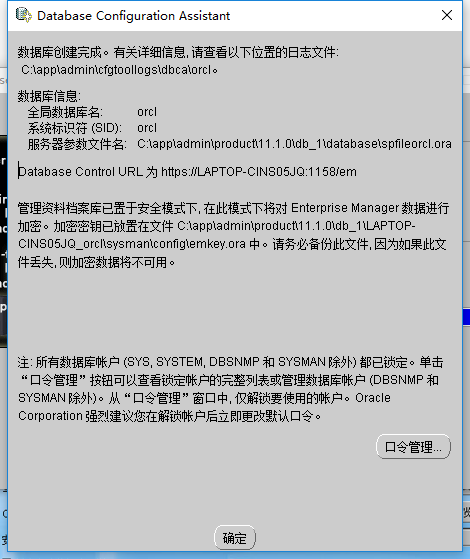 Database Configuration Assistant
数据库创建完成。有关详细信息, 请查看以下位置的日志文件:
C:\app\admin\cfgtoollogs\dbca\orcl。
数据库信息:
全局数据库名: orcl
系统标识符 (SID): orcl
服务器参数文件名: C:\app\admin\product\11.1.0\db_1\database\spfileorcl.ora
Database Control URL 为 https://LAPTOP-CINS05JQ:1158/em
管理资料档案库已置于安全模式下, 在此模式下将对 Enterprise Manager 数据进行
加密。加密密钥已放置在文件 C:\app\admin\product\11.1.0\db_1\LAPTOP-
CINS05JQ_orcl\sysman\config\emkey.ora 中。请务必备份此文件, 因为如果此文
件丢失, 则加密数据将不可用。
注: 所有数据库帐户 (SYS, SYSTEM, DBSNMP 和 SYSMAN 除外) 都已锁定。单击
“口令管理”按钮可以查看锁定帐户的完整列表或管理数据库帐户 (DBSNMP 和
SYSMAN 除外)。从“口令管理”窗口中, 仅解锁要使用的帐户。Oracle
Corporation 强烈建议您在解锁帐户后立即更改默认口令。
口令管理...
确定